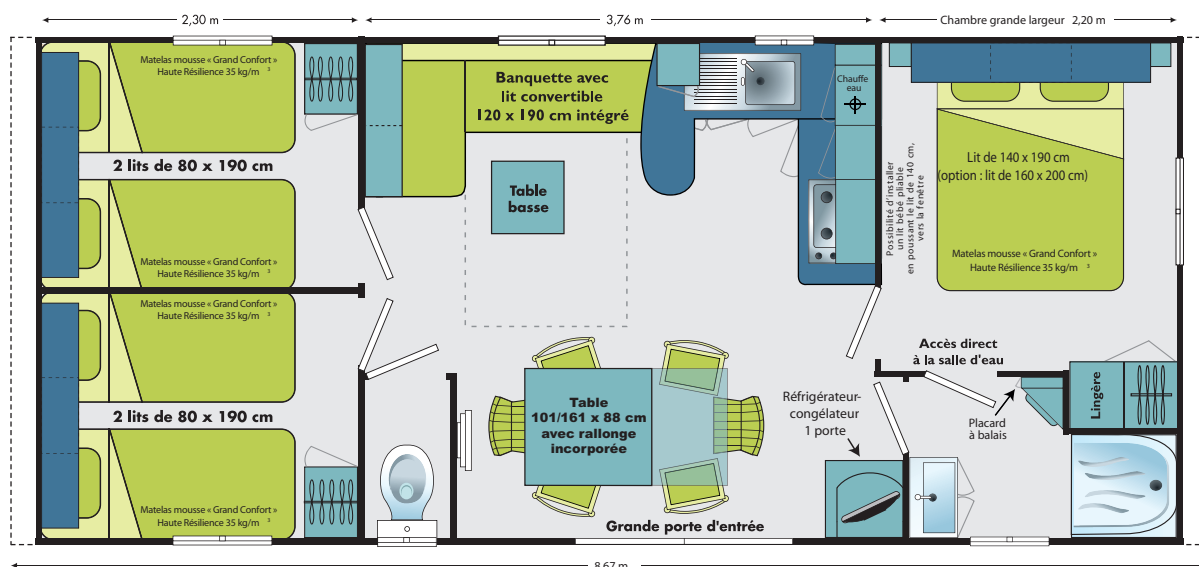 2,30 m
3,76 m
Chambre grande largeur 2,20 m
Matelas mousse « Grand Confort »
Haute Résilience 35 kg/m 3
2 lits de 80 x 190 cm
Matelas mousse « Grand Confort »
Haute Résilience 35 kg/m 3
Matelas mousse « Grand Confort »
Haute Résilience 35 kg/m 3
2 lits de 80 x 190 cm
Matelas mousse « Grand Confort »
Haute Résilience 35 kg/m 3
Banquette avec
lit convertible
120 x 190 cm intégré
Table
basse
Chauffe
eau
Possibilité d'installer
un lit bébé pliable
en poussant le lit de 140 cm,
vers la fenêtre
Lit de 140 x 190 cm
(option : lit de 160 x 200 cm)
Matelas mousse « Grand Confort »
Haute Résilience 35 kg/m 3
Accès direct
à la salle d'eau
Table
101/161 x 88 cm
avec rallonge
incorporée
Réfrigérateur-
congélateur
1 porte
Placard
à balais
Lingère
Grande porte d'entrée
8,67 m